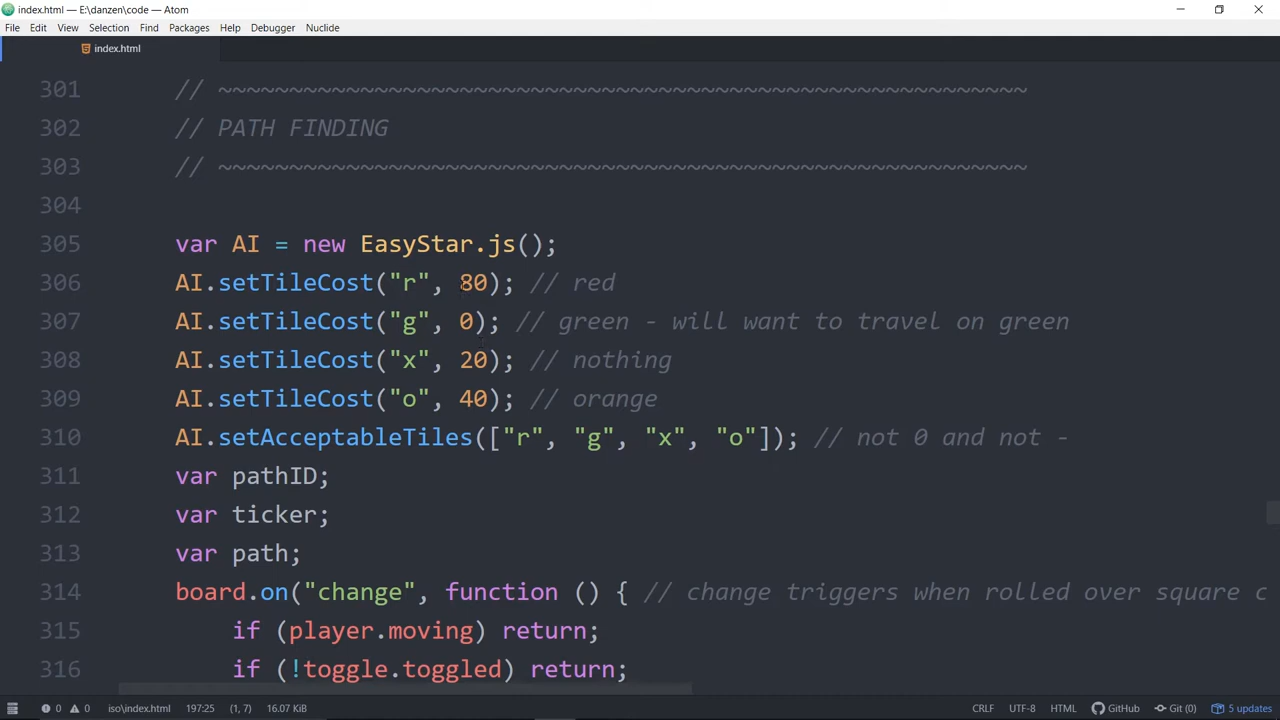 index.html — E:\danzen\code — Atom
File Edit View Selection Find Packages Help Debugger Nuclide
index.html
301 // ~~~~~~~~~~~~~~~~~~~~~~~~~~~~~~~~~~~~~~~~~~~~~~~~~~~~~~~~~
302 // PATH FINDING
303 // ~~~~~~~~~~~~~~~~~~~~~~~~~~~~~~~~~~~~~~~~~~~~~~~~~~~~~~~~~
304
305 var AI = new EasyStar.js();
306 AI.setTileCost("r", 80); // red
307 AI.setTileCost("g", 0); // green - will want to travel on green
308 AI.setTileCost("x", 20); // nothing
309 AI.setTileCost("o", 40); // orange
310 AI.setAcceptableTiles(["r", "g", "x", "o"]); // not 0 and not -
311 var pathID;
312 var ticker;
313 var path;
314 board.on("change", function () { // change triggers when rolled over square c
315 if (player.moving) return;
316 if (!toggle.toggled) return;
0 0 iso\index.html 197:25 (1, 7) 16.07 KiB CRLF UTF-8 HTML GitHub Git (0) 5 updates